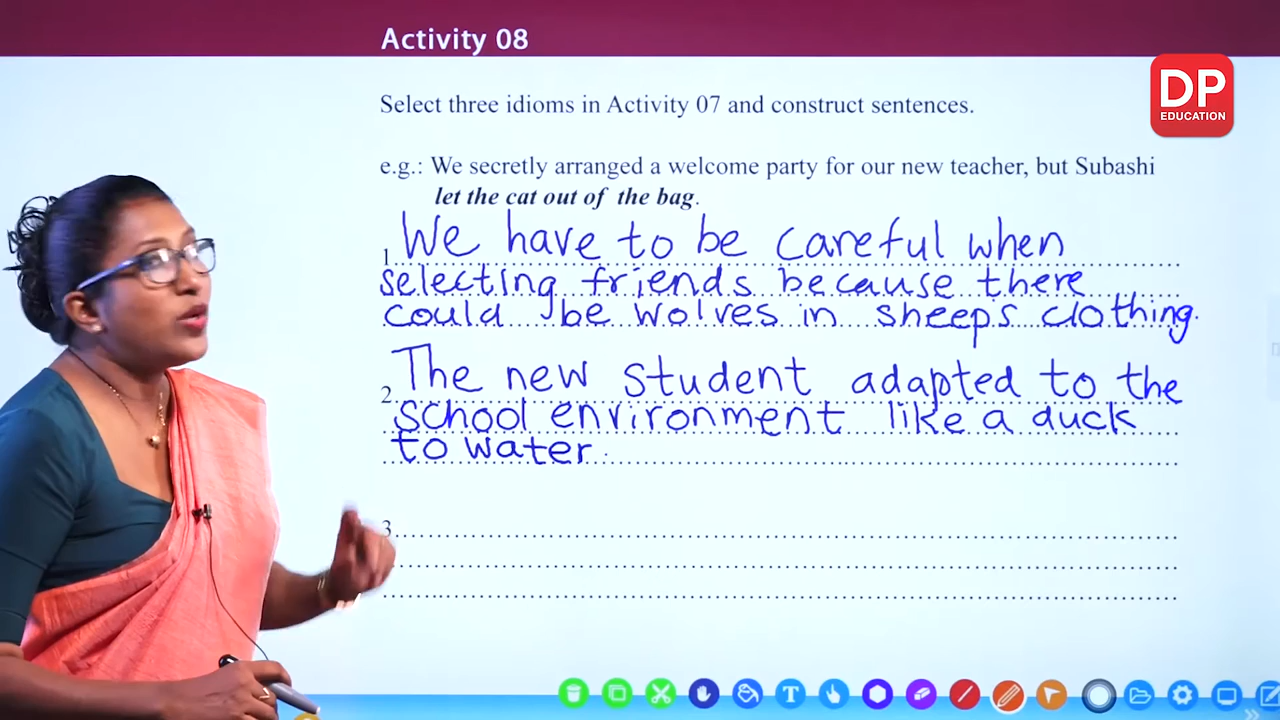 Activity 08
DP
EDUCATION
Select three idioms in Activity 07 and construct sentences.
e.g.: We secretly arranged a welcome party for our new teacher, but Subashi
let the cat out of the bag.
1 We have to be careful when
selecting friends because there
could be wolves in sheep's clothing.
2 The new student adapted to the
school environment like a duck
to water.
3
T